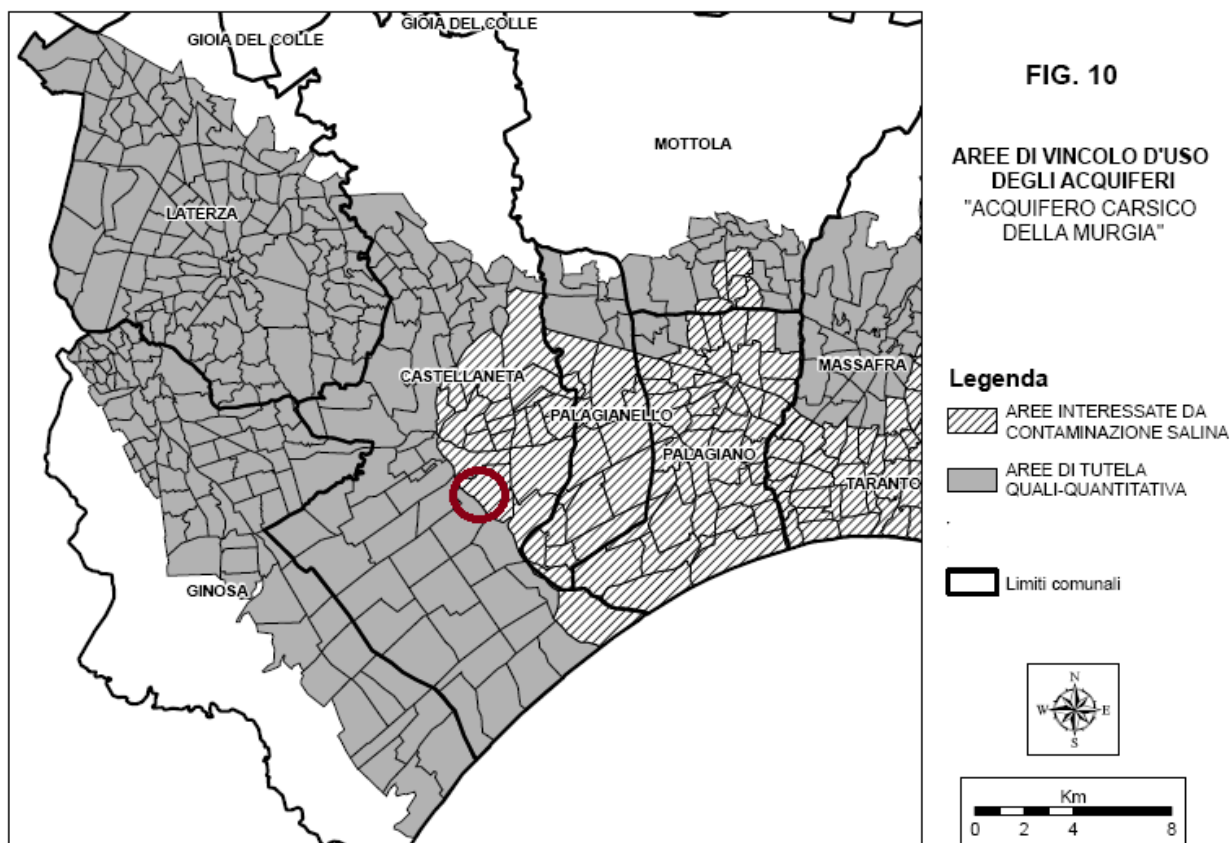 GIOIA DEL COLLE
GIOIA DEL COLLE
MOTTOLA
LATERZA
CASTELLANETA
MASSAFRA
PALAGIANELLO
PALAGIANO
TARANTO
GINOSA
FIG. 10
AREE DI VINCOLO D'USO
DEGLI ACQUIFERI
"ACQUIFERO CARSICO
DELLA MURGIA"
Legenda
AREE INTERESSATE DA
CONTAMINAZIONE SALINA
AREE DI TUTELA
QUALI-QUANTITATIVA
Limiti comunali
N
W E
S
Km
0 2 4 8